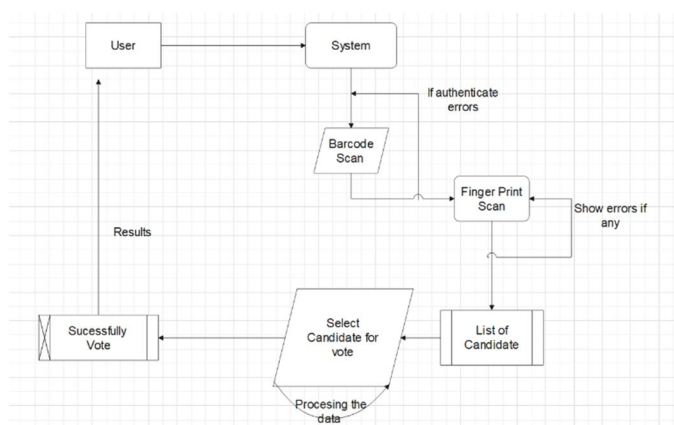 User
System
If authenticate
errors
Barcode
Scan
Finger Print
Scan
Show errors if
any
Results
Sucessfully
Vote
Select
Candidate for
vote
List of
Candidate
Procesing the
data